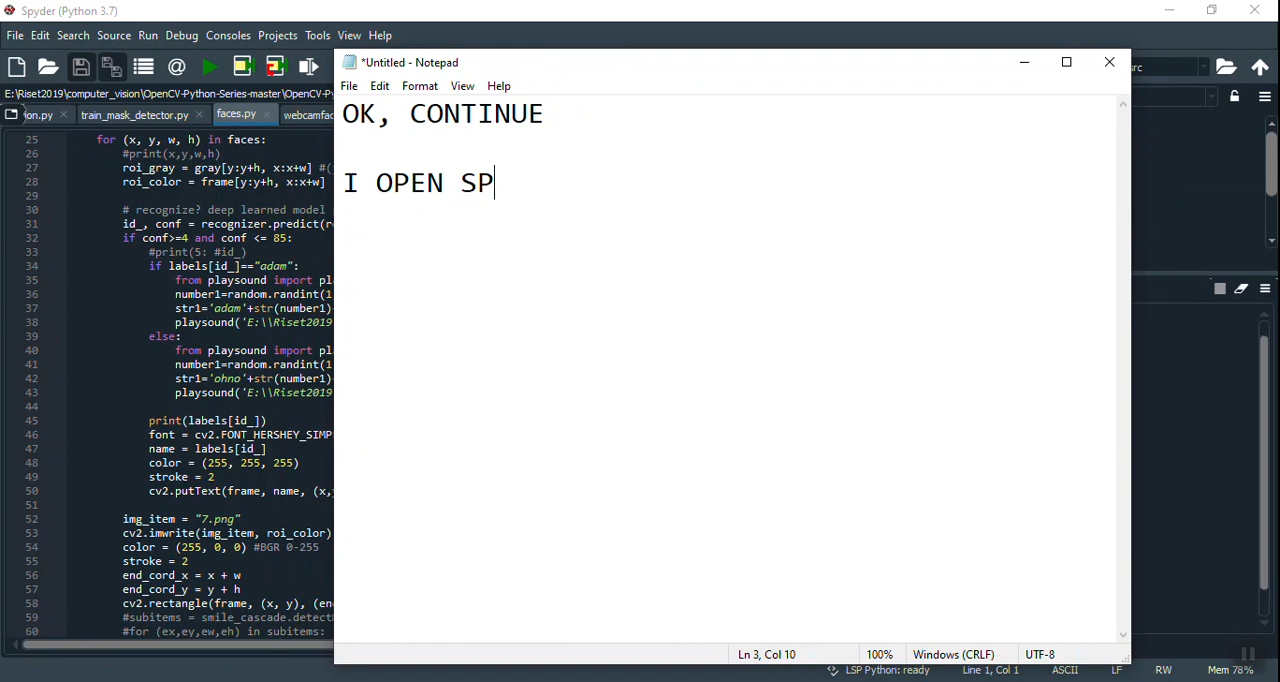 Spyder (Python 3.7)
File Edit Search Source Run Debug Consoles Projects Tools View Help
E:\Riset2019\computer_vision\OpenCV-Python-Series-master\OpenCV-Py
ion.py train_mask_detector.py faces.py webcamfac
25 for (x, y, w, h) in faces:
26 #print(x,y,w,h)
27 roi_gray = gray[y:y+h, x:x+w] #(
28 roi_color = frame[y:y+h, x:x+w]
29
30 # recognize? deep learned model
31 id_, conf = recognizer.predict(r
32 if conf>=4 and conf <= 85:
33 #print(5: #id_)
34 if labels[id_]=="adam":
35 from playsound import pl
36 number1=random.randint(1
37 str1='adam'+str(number1)
38 playsound('E:\\Riset2019
39 else:
40 from playsound import pl
41 number1=random.randint(1
42 str1='ohno'+str(number1)
43 playsound('E:\\Riset2019
44
45 print(labels[id_])
46 font = cv2.FONT_HERSHEY_SIMP
47 name = labels[id_]
48 color = (255, 255, 255)
49 stroke = 2
50 cv2.putText(frame, name, (x,
51
52 img_item = "7.png"
53 cv2.imwrite(img_item, roi_color)
54 color = (255, 0, 0) #BGR 0-255
55 stroke = 2
56 end_cord_x = x + w
57 end_cord_y = y + h
58 cv2.rectangle(frame, (x, y), (en
59 #subitems = smile_cascade.detect
60 #for (ex,ey,ew,eh) in subitems:
*Untitled - Notepad
File Edit Format View Help
OK, CONTINUE
I OPEN SP
Ln 3, Col 10 100% Windows (CRLF) UTF-8
rc
LSP Python: ready Line 1, Col 1 ASCII LF RW Mem 78%